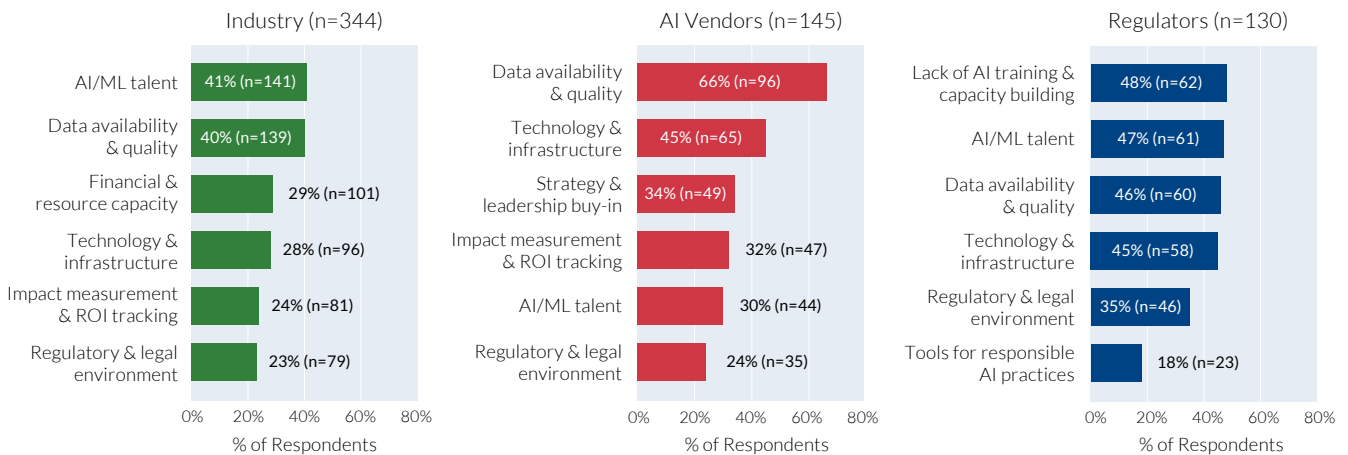 Industry (n=344)
AI/ML talent
41% (n=141)
Data availability
& quality
40% (n=139)
Financial &
resource capacity
29% (n=101)
Technology &
infrastructure
28% (n=96)
Impact measurement
& ROI tracking
24% (n=81)
Regulatory & legal
environment
23% (n=79)
0% 20% 40% 60% 80%
% of Respondents
AI Vendors (n=145)
Data availability
& quality
66% (n=96)
Technology &
infrastructure
45% (n=65)
Strategy &
leadership buy-in
34% (n=49)
Impact measurement
& ROI tracking
32% (n=47)
AI/ML talent
30% (n=44)
Regulatory & legal
environment
24% (n=35)
0% 20% 40% 60% 80%
% of Respondents
Regulators (n=130)
Lack of AI training &
capacity building
48% (n=62)
AI/ML talent
47% (n=61)
Data availability
& quality
46% (n=60)
Technology &
infrastructure
45% (n=58)
Regulatory & legal
environment
35% (n=46)
Tools for responsible
AI practices
18% (n=23)
0% 20% 40% 60% 80%
% of Respondents